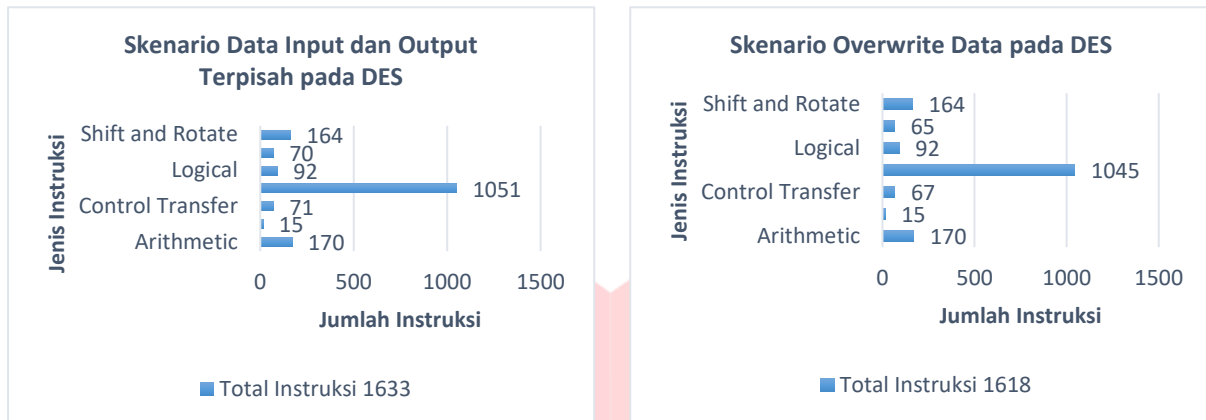 Skenario Data Input dan Output
Terpisah pada DES
Jenis Instruksi
Shift and Rotate
164
70
Logical
92
1051
Control Transfer
71
15
Arithmetic
170
0 500 1000 1500
Jumlah Instruksi
Total Instruksi 1633
Skenario Overwrite Data pada DES
Jenis Instruksi
Shift and Rotate
164
65
Logical
92
1045
Control Transfer
67
15
Arithmetic
170
0 500 1000 1500
Jumlah Instruksi
Total Instruksi 1618